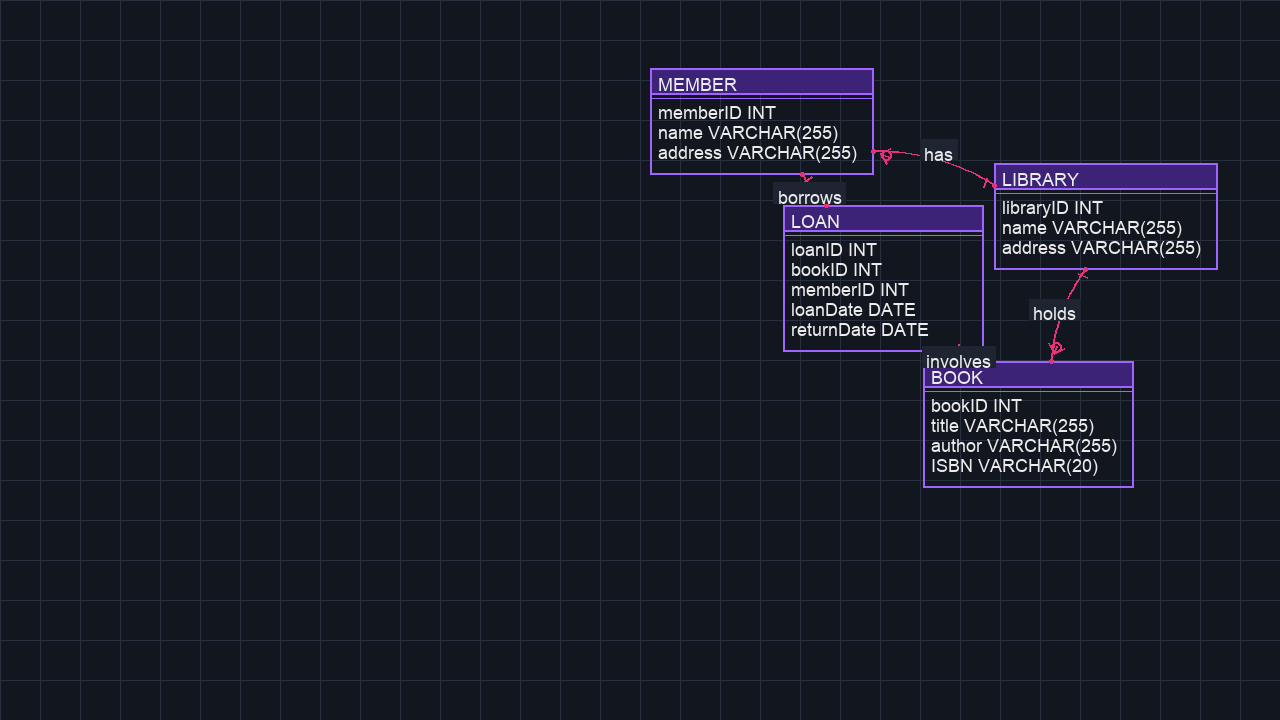 MEMBER
memberID INT
name VARCHAR(255)
address VARCHAR(255)
has
LIBRARY
libraryID INT
name VARCHAR(255)
address VARCHAR(255)
borrows
LOAN
loanID INT
bookID INT
memberID INT
loanDate DATE
returnDate DATE
holds
involves
BOOK
bookID INT
title VARCHAR(255)
author VARCHAR(255)
ISBN VARCHAR(20)